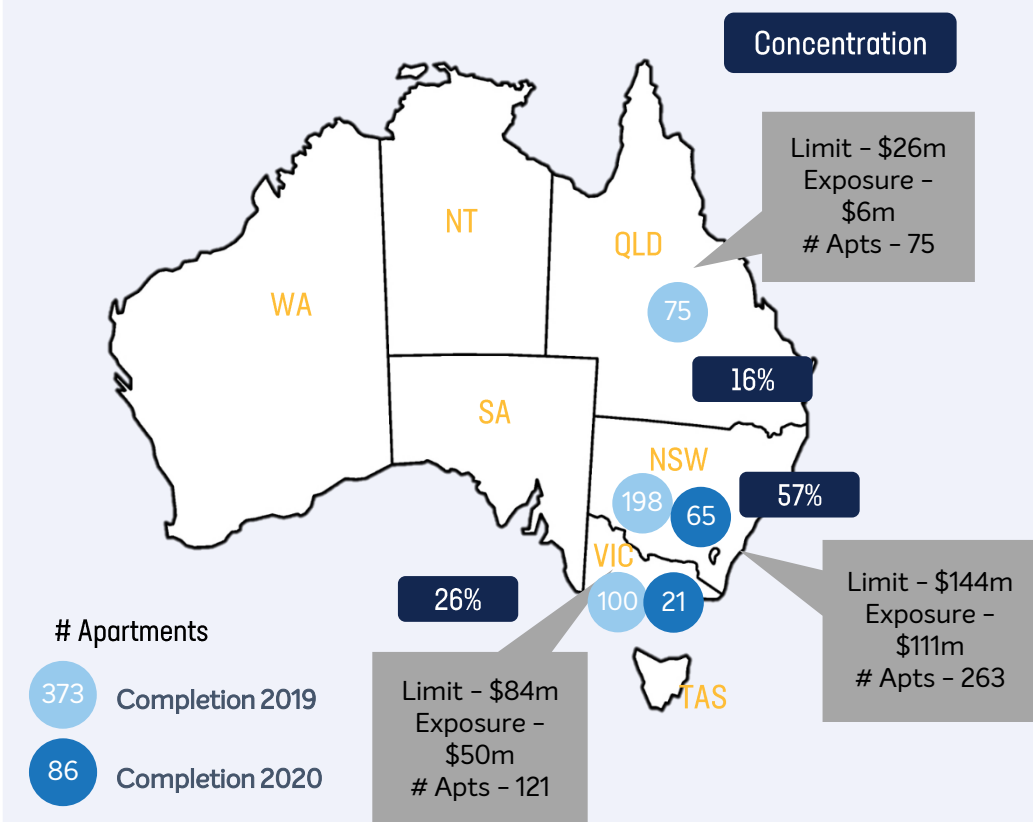 Concentration
Limit - $26m
Exposure -
$6m
# Apts - 75
NT
QLD
WA
75
16%
SA
NSW
198
65
57%
VIC
100
21
26%
Limit - $144m
Exposure -
$111m
# Apts - 263
# Apartments
373 Completion 2019
86 Completion 2020
Limit - $84m
Exposure -
$50m
# Apts - 121
TAS